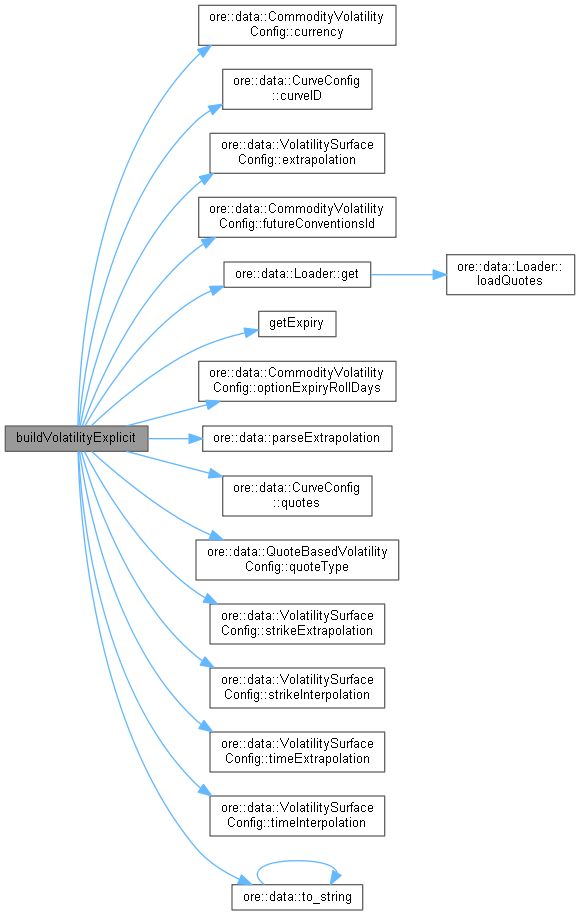 ore::data::CommodityVolatility
Config::currency
ore::data::CurveConfig
::curveID
ore::data::VolatilitySurface
Config::extrapolation
ore::data::CommodityVolatility
Config::futureConventionsId
ore::data::Loader::get
ore::data::Loader::
loadQuotes
getExpiry
ore::data::CommodityVolatility
Config::optionExpiryRollDays
buildVolatilityExplicit
ore::data::parseExtrapolation
ore::data::CurveConfig
::quotes
ore::data::QuoteBasedVolatility
Config::quoteType
ore::data::VolatilitySurface
Config::strikeExtrapolation
ore::data::VolatilitySurface
Config::strikeInterpolation
ore::data::VolatilitySurface
Config::timeExtrapolation
ore::data::VolatilitySurface
Config::timeInterpolation
ore::data::to_string